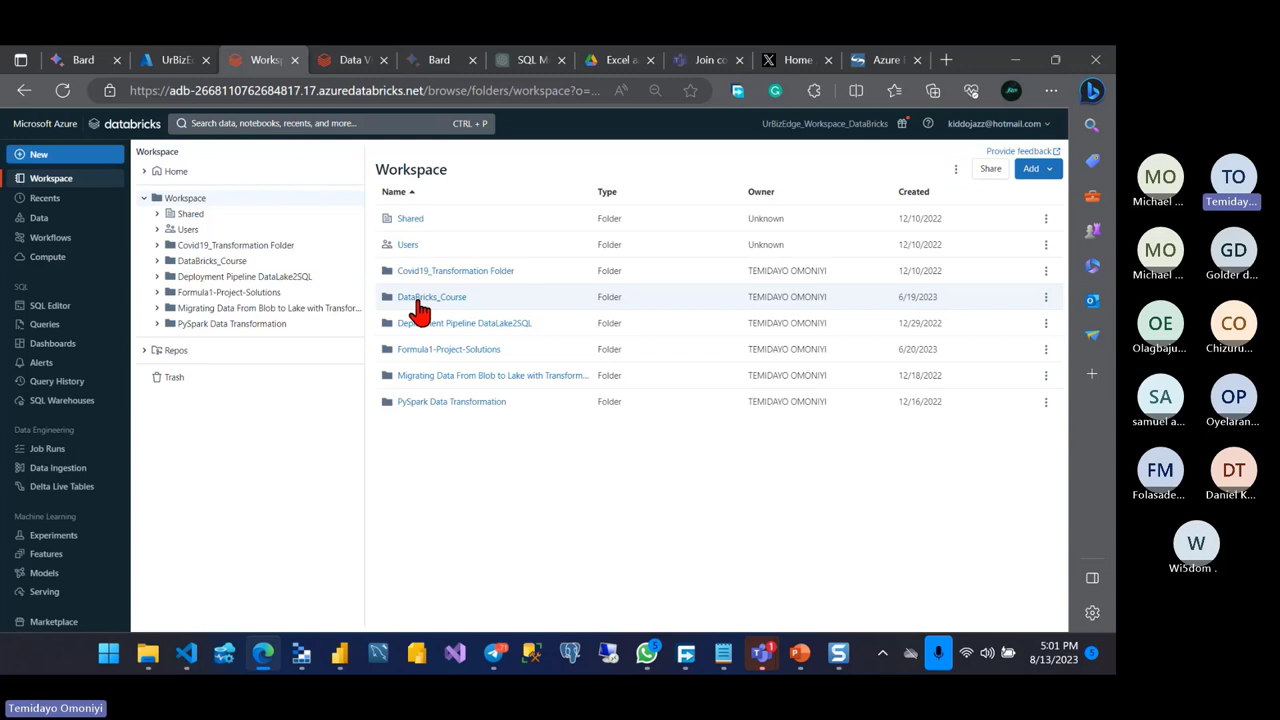 Bard
UrBizE
Works
Data V
Bard
SQL M
Excel a
Join co
Home
Azure
https://adb-2668110762684817.17.azuredatabricks.net/browse/folders/workspace?o=...
Microsoft Azure
databricks
Search data, notebooks, recents, and more...
CTRL + P
UrBizEdge_Workspace_DataBricks
kiddojazz@hotmail.com
New
Workspace
Recents
Data
Workflows
Compute
SQL
SQL Editor
Queries
Dashboards
Alerts
Query History
SQL Warehouses
Data Engineering
Job Runs
Data Ingestion
Delta Live Tables
Machine Learning
Experiments
Features
Models
Serving
Marketplace
Workspace
Home
Workspace
Shared
Users
Covid19_Transformation Folder
DataBricks_Course
Deployment Pipeline DataLake2SQL
Formula1-Project-Solutions
Migrating Data From Blob to Lake with Transfor...
PySpark Data Transformation
Repos
Trash
Provide feedback
Workspace
Share
Add
Name Type Owner Created
Shared Folder Unknown 12/10/2022
Users Folder Unknown 12/10/2022
Covid19_Transformation Folder Folder TEMIDAYO OMONIYI 12/10/2022
DataBricks_Course Folder TEMIDAYO OMONIYI 6/19/2023
Pipeline DataLake2SQL Folder TEMIDAYO OMONIYI 12/29/2022
Formula1-Project-Solutions Folder TEMIDAYO OMONIYI 6/20/2023
Migrating Data From Blob to Lake with Transform... Folder TEMIDAYO OMONIYI 12/18/2022
PySpark Data Transformation Folder TEMIDAYO OMONIYI 12/16/2022
MO
Michael ...
TO
Temiday...
MO
Michael ...
GD
Golder d...
OE
Olagbaju...
CO
Chizuru...
SA
samuel a...
OP
Oyelaran...
FM
Folasade...
DT
Daniel K...
W
Wi5dom .
5:01 PM
8/13/2023
Temidayo Omoniyi